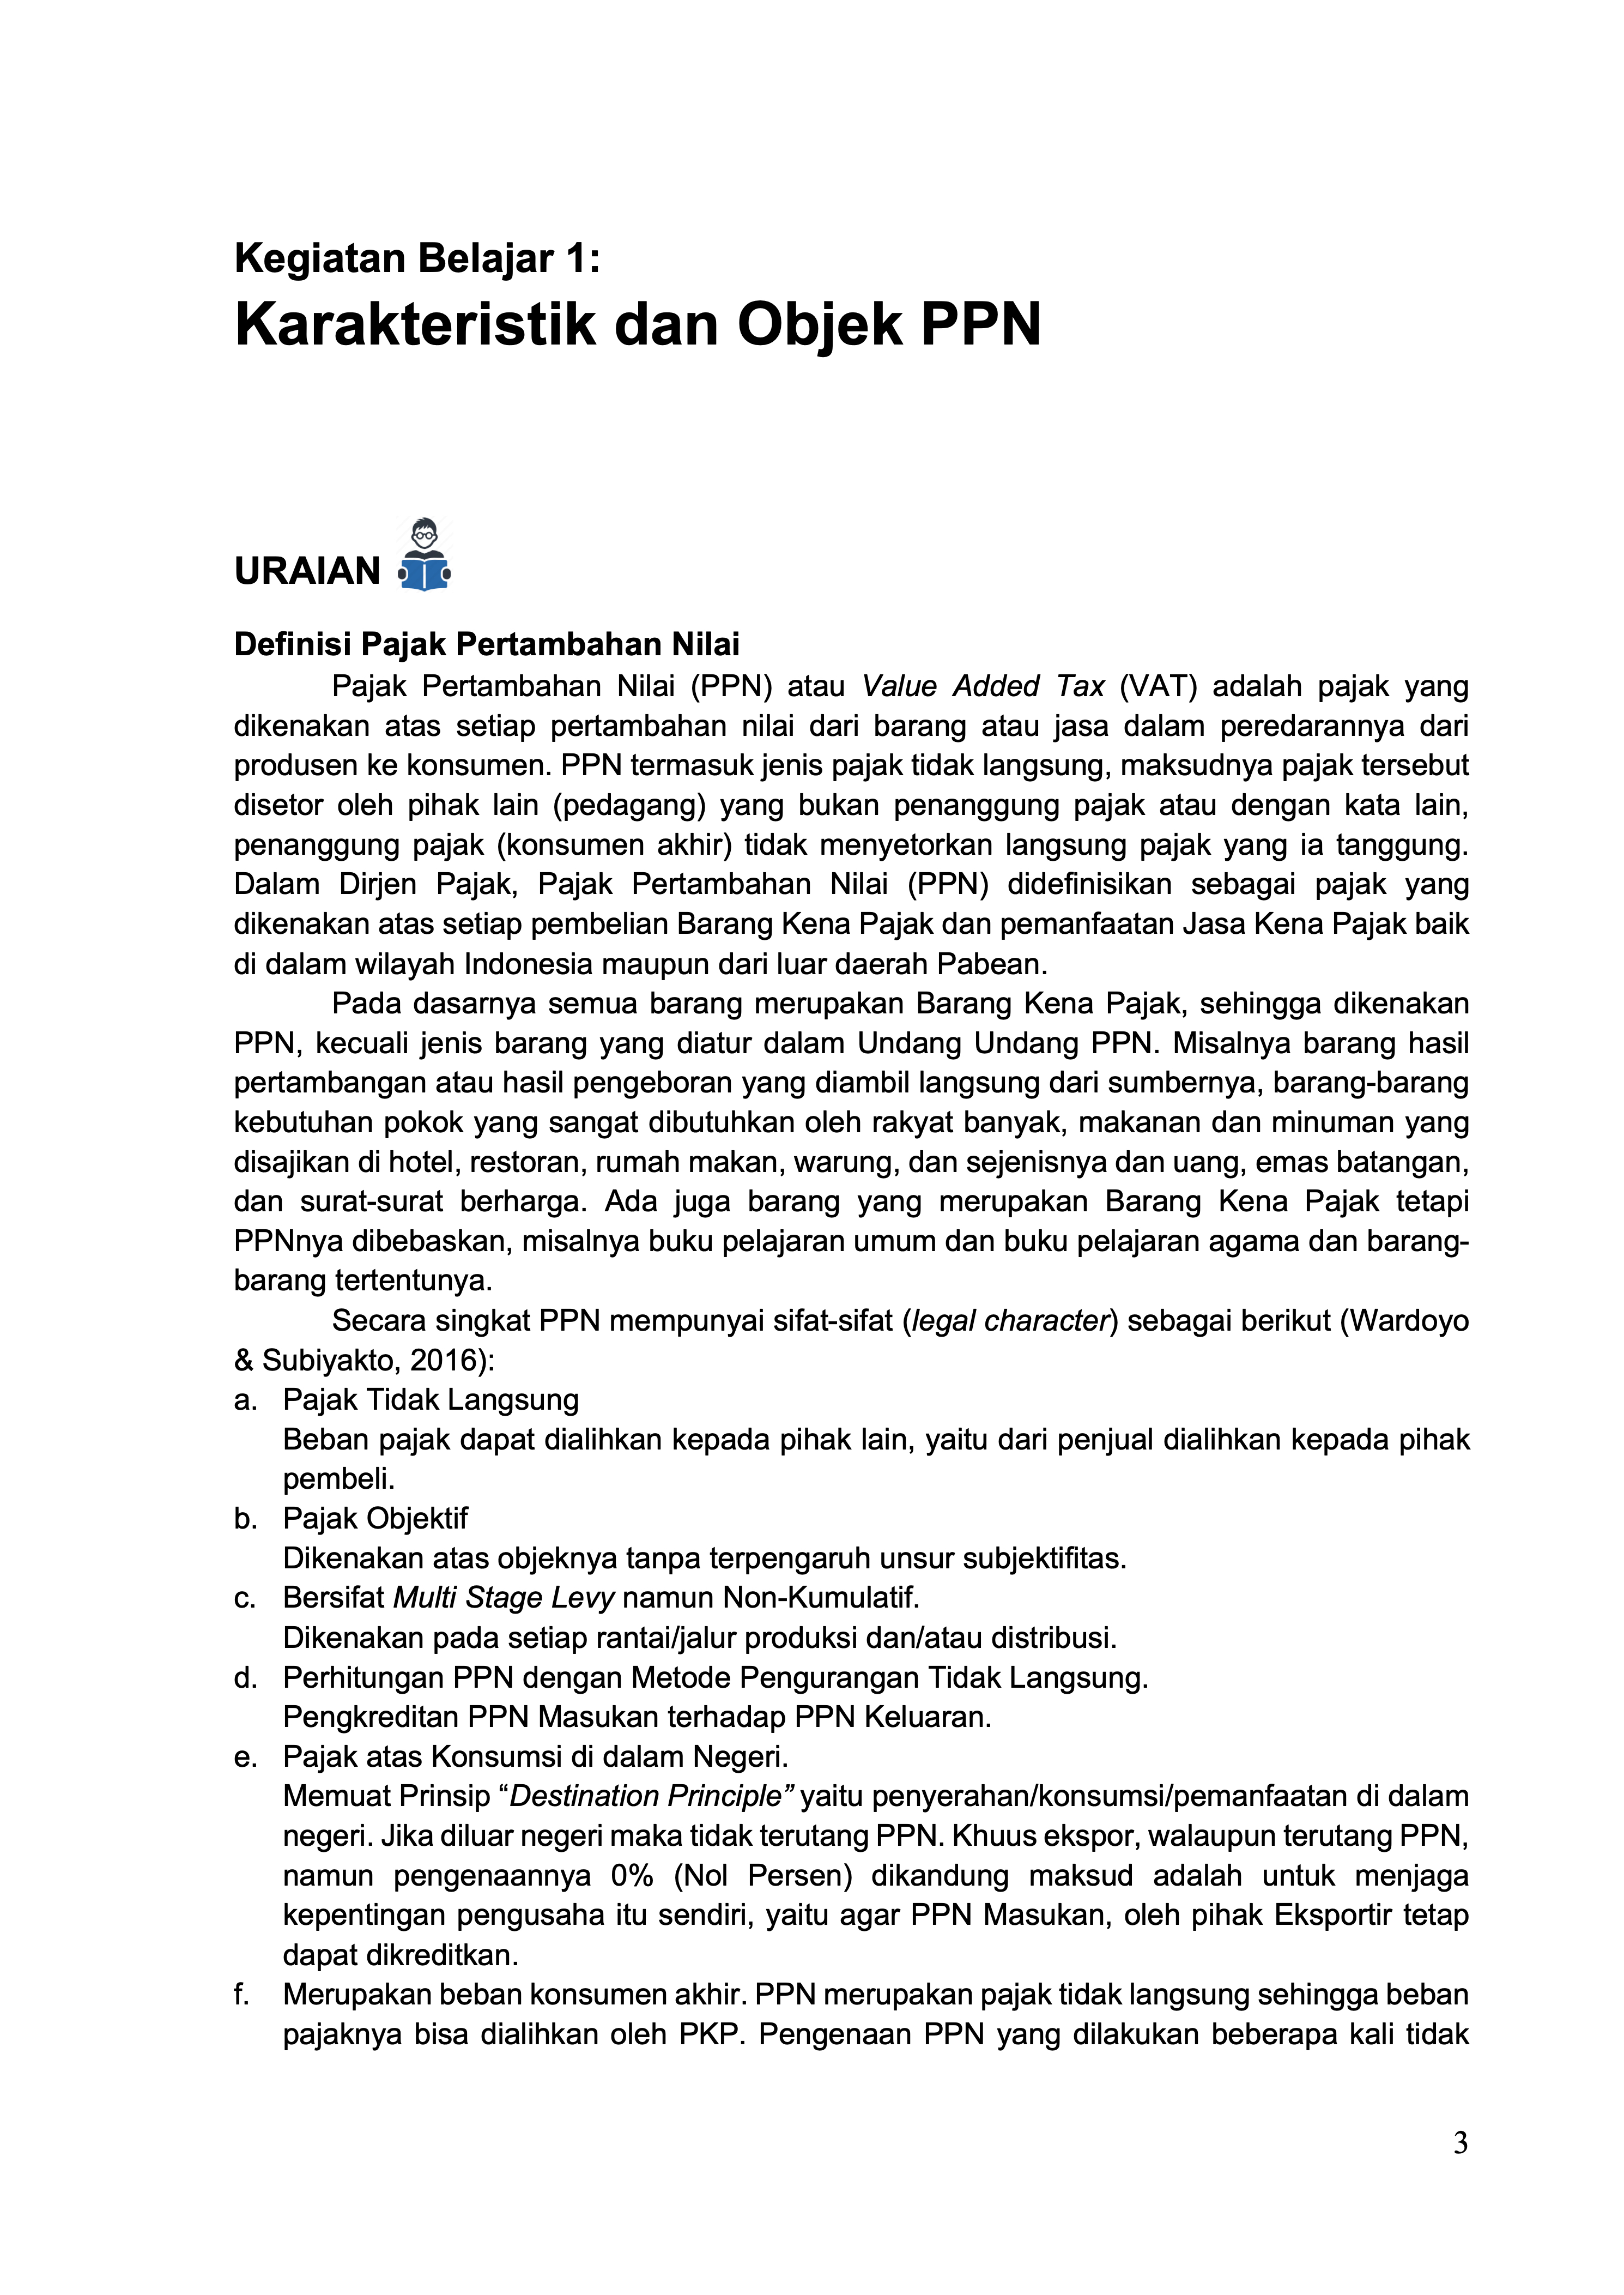 Kegiatan Belajar 1:
Karakteristik dan Objek PPN
URAIAN
Definisi Pajak Pertambahan Nilai
Pajak Pertambahan Nilai (PPN) atau Value Added Tax (VAT) adalah pajak yang
dikenakan atas setiap pertambahan nilai dari barang atau jasa dalam peredarannya dari
produsen ke konsumen. PPN termasuk jenis pajak tidak langsung, maksudnya pajak tersebut
disetor oleh pihak lain (pedagang) yang bukan penanggung pajak atau dengan kata lain,
penanggung pajak (konsumen akhir) tidak menyetorkan langsung pajak yang ia tanggung.
Dalam Dirjen Pajak, Pajak Pertambahan Nilai (PPN) didefinisikan sebagai pajak yang
dikenakan atas setiap pembelian Barang Kena Pajak dan pemanfaatan Jasa Kena Pajak baik
di dalam wilayah Indonesia maupun dari luar daerah Pabean.
Pada dasarnya semua barang merupakan Barang Kena Pajak, sehingga dikenakan
PPN, kecuali jenis barang yang diatur dalam Undang Undang PPN. Misalnya barang hasil
pertambangan atau hasil pengeboran yang diambil langsung dari sumbernya, barang-barang
kebutuhan pokok yang sangat dibutuhkan oleh rakyat banyak, makanan dan minuman yang
disajikan di hotel, restoran, rumah makan, warung, dan sejenisnya dan uang, emas batangan,
dan surat-surat berharga. Ada juga barang yang merupakan Barang Kena Pajak tetapi
PPNnya dibebaskan, misalnya buku pelajaran umum dan buku pelajaran agama dan barang-
barang tertentunya.
Secara singkat PPN mempunyai sifat-sifat (legal character) sebagai berikut (Wardoyo
& Subiyakto, 2016):
a. Pajak Tidak Langsung
Beban pajak dapat dialihkan kepada pihak lain, yaitu dari penjual dialihkan kepada pihak
pembeli.
b. Pajak Objektif
Dikenakan atas objeknya tanpa terpengaruh unsur subjektifitas.
c. Bersifat Multi Stage Levy namun Non-Kumulatif.
Dikenakan pada setiap rantai/jalur produksi dan/atau distribusi.
d. Perhitungan PPN dengan Metode Pengurangan Tidak Langsung.
Pengkreditan PPN Masukan terhadap PPN Keluaran.
e. Pajak atas Konsumsi di dalam Negeri.
Memuat Prinsip “Destination Principle” yaitu penyerahan/konsumsi/pemanfaatan di dalam
negeri. Jika diluar negeri maka tidak terutang PPN. Khuus ekspor, walaupun terutang PPN,
namun pengenaannya 0% (Nol Persen) dikandung maksud adalah untuk menjaga
kepentingan pengusaha itu sendiri, yaitu agar PPN Masukan, oleh pihak Eksportir tetap
dapat dikreditkan.
f. Merupakan beban konsumen akhir. PPN merupakan pajak tidak langsung sehingga beban
pajaknya bisa dialihkan oleh PKP. Pengenaan PPN yang dilakukan beberapa kali tidak
3